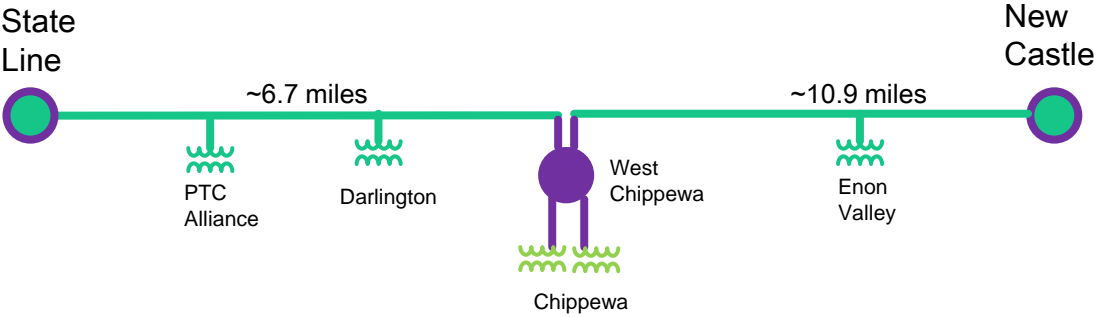 State
Line
New
Castle
~6.7 miles
~10.9 miles
PTC
Alliance
Darlington
West
Chippewa
Enon
Valley
Chippewa